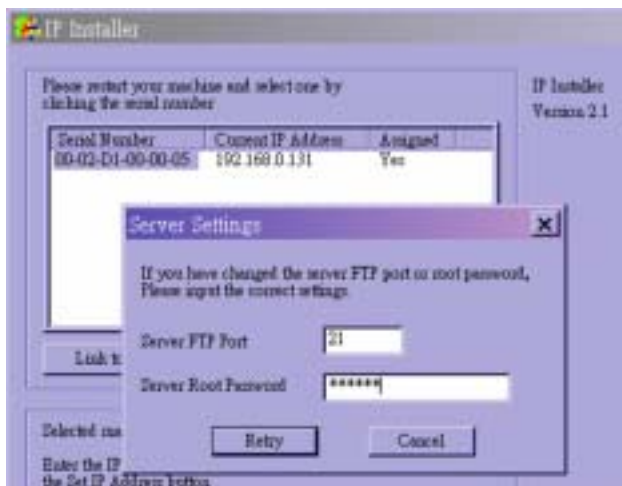 IP Installer
Please restart your machine and select one by
clicking the serial number
IP Installer
Version 2.1
Serial Number Current IP Address Assigned
00-02-D1-00-00-05 192.168.0.131 Yes
Server Settings
If you have changed the server FTP port or root password,
Please input the correct settings.
Server FTP Port 21
Link to
Server Root Password ******
Selected ma
Retry Cancel
Enter the IP
the Set IP Address button